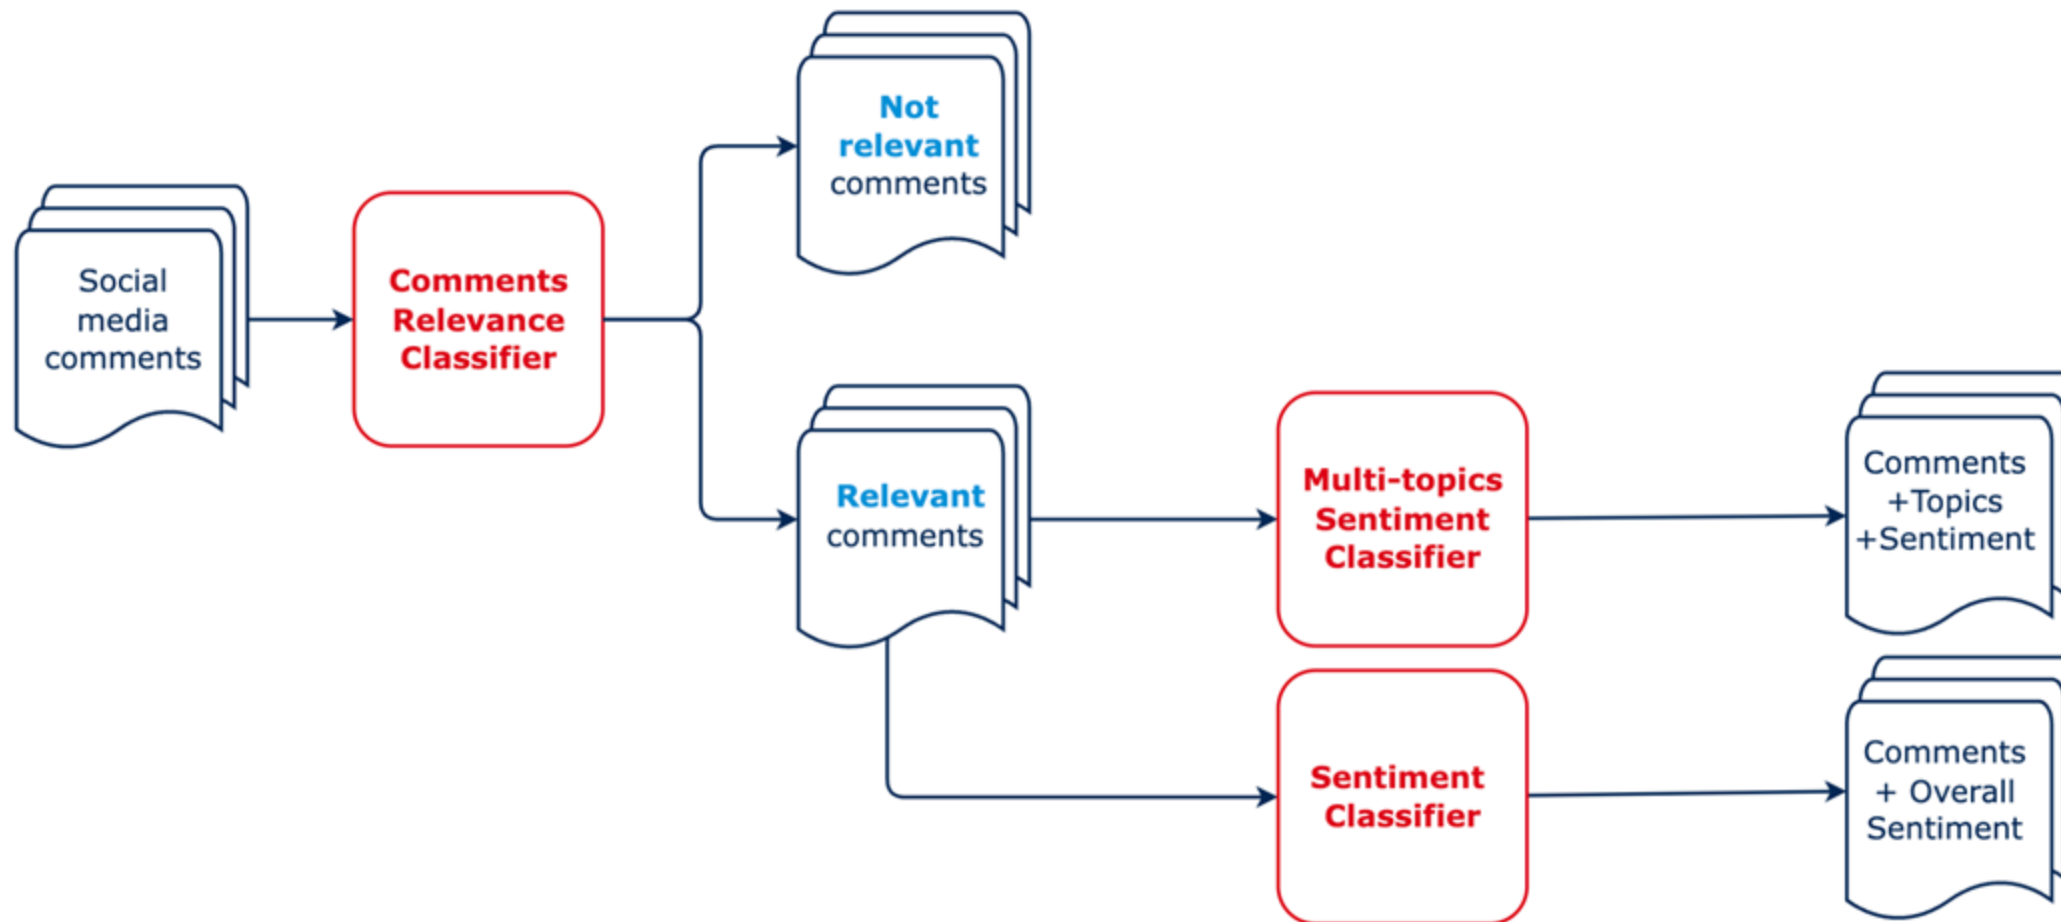 Social
media
comments
Comments
Relevance
Classifier
Not
relevant
comments
Relevant
comments
Multi-topics
Sentiment
Classifier
Comments
+Topics
+Sentiment
Sentiment
Classifier
Comments
+ Overall
Sentiment